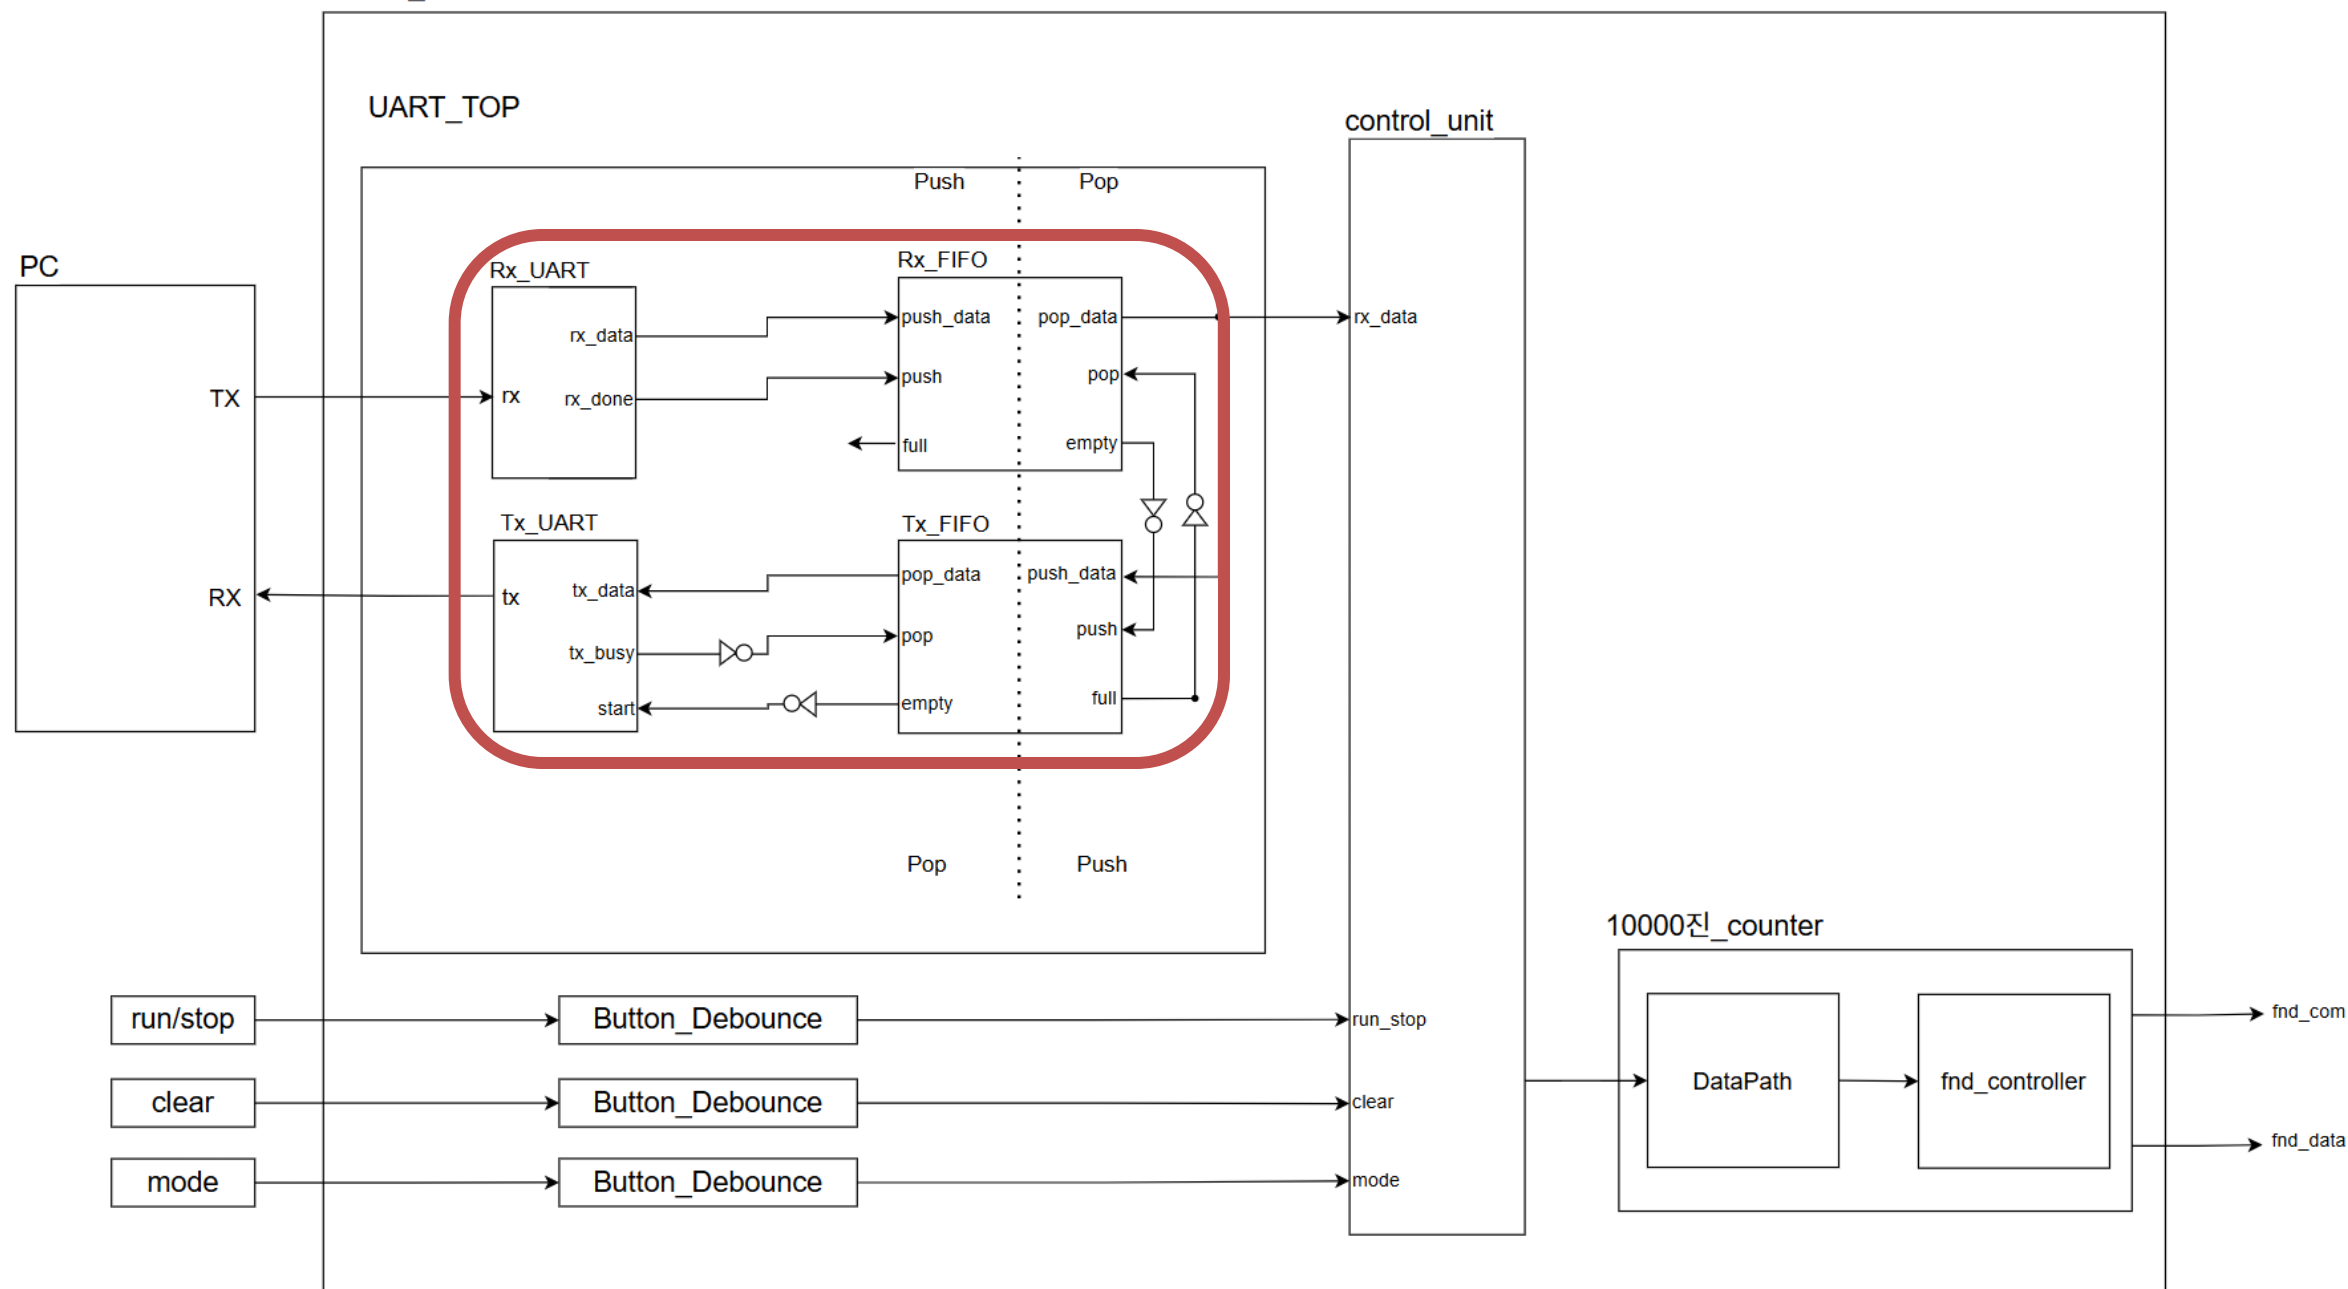 UART_TOP
control_unit
Push
Pop
PC
Rx_UART
Rx_FIFO
rx_data
push_data
pop_data
rx_data
TX
rx
rx_done
push
pop
full
empty
Tx_UART
Tx_FIFO
RX
tx
tx_data
pop_data
push_data
tx_busy
pop
push
start
empty
full
Pop
Push
10000진_counter
run/stop
Button_Debounce
run_stop
fnd_com
DataPath
fnd_controller
clear
Button_Debounce
clear
fnd_data
mode
Button_Debounce
mode